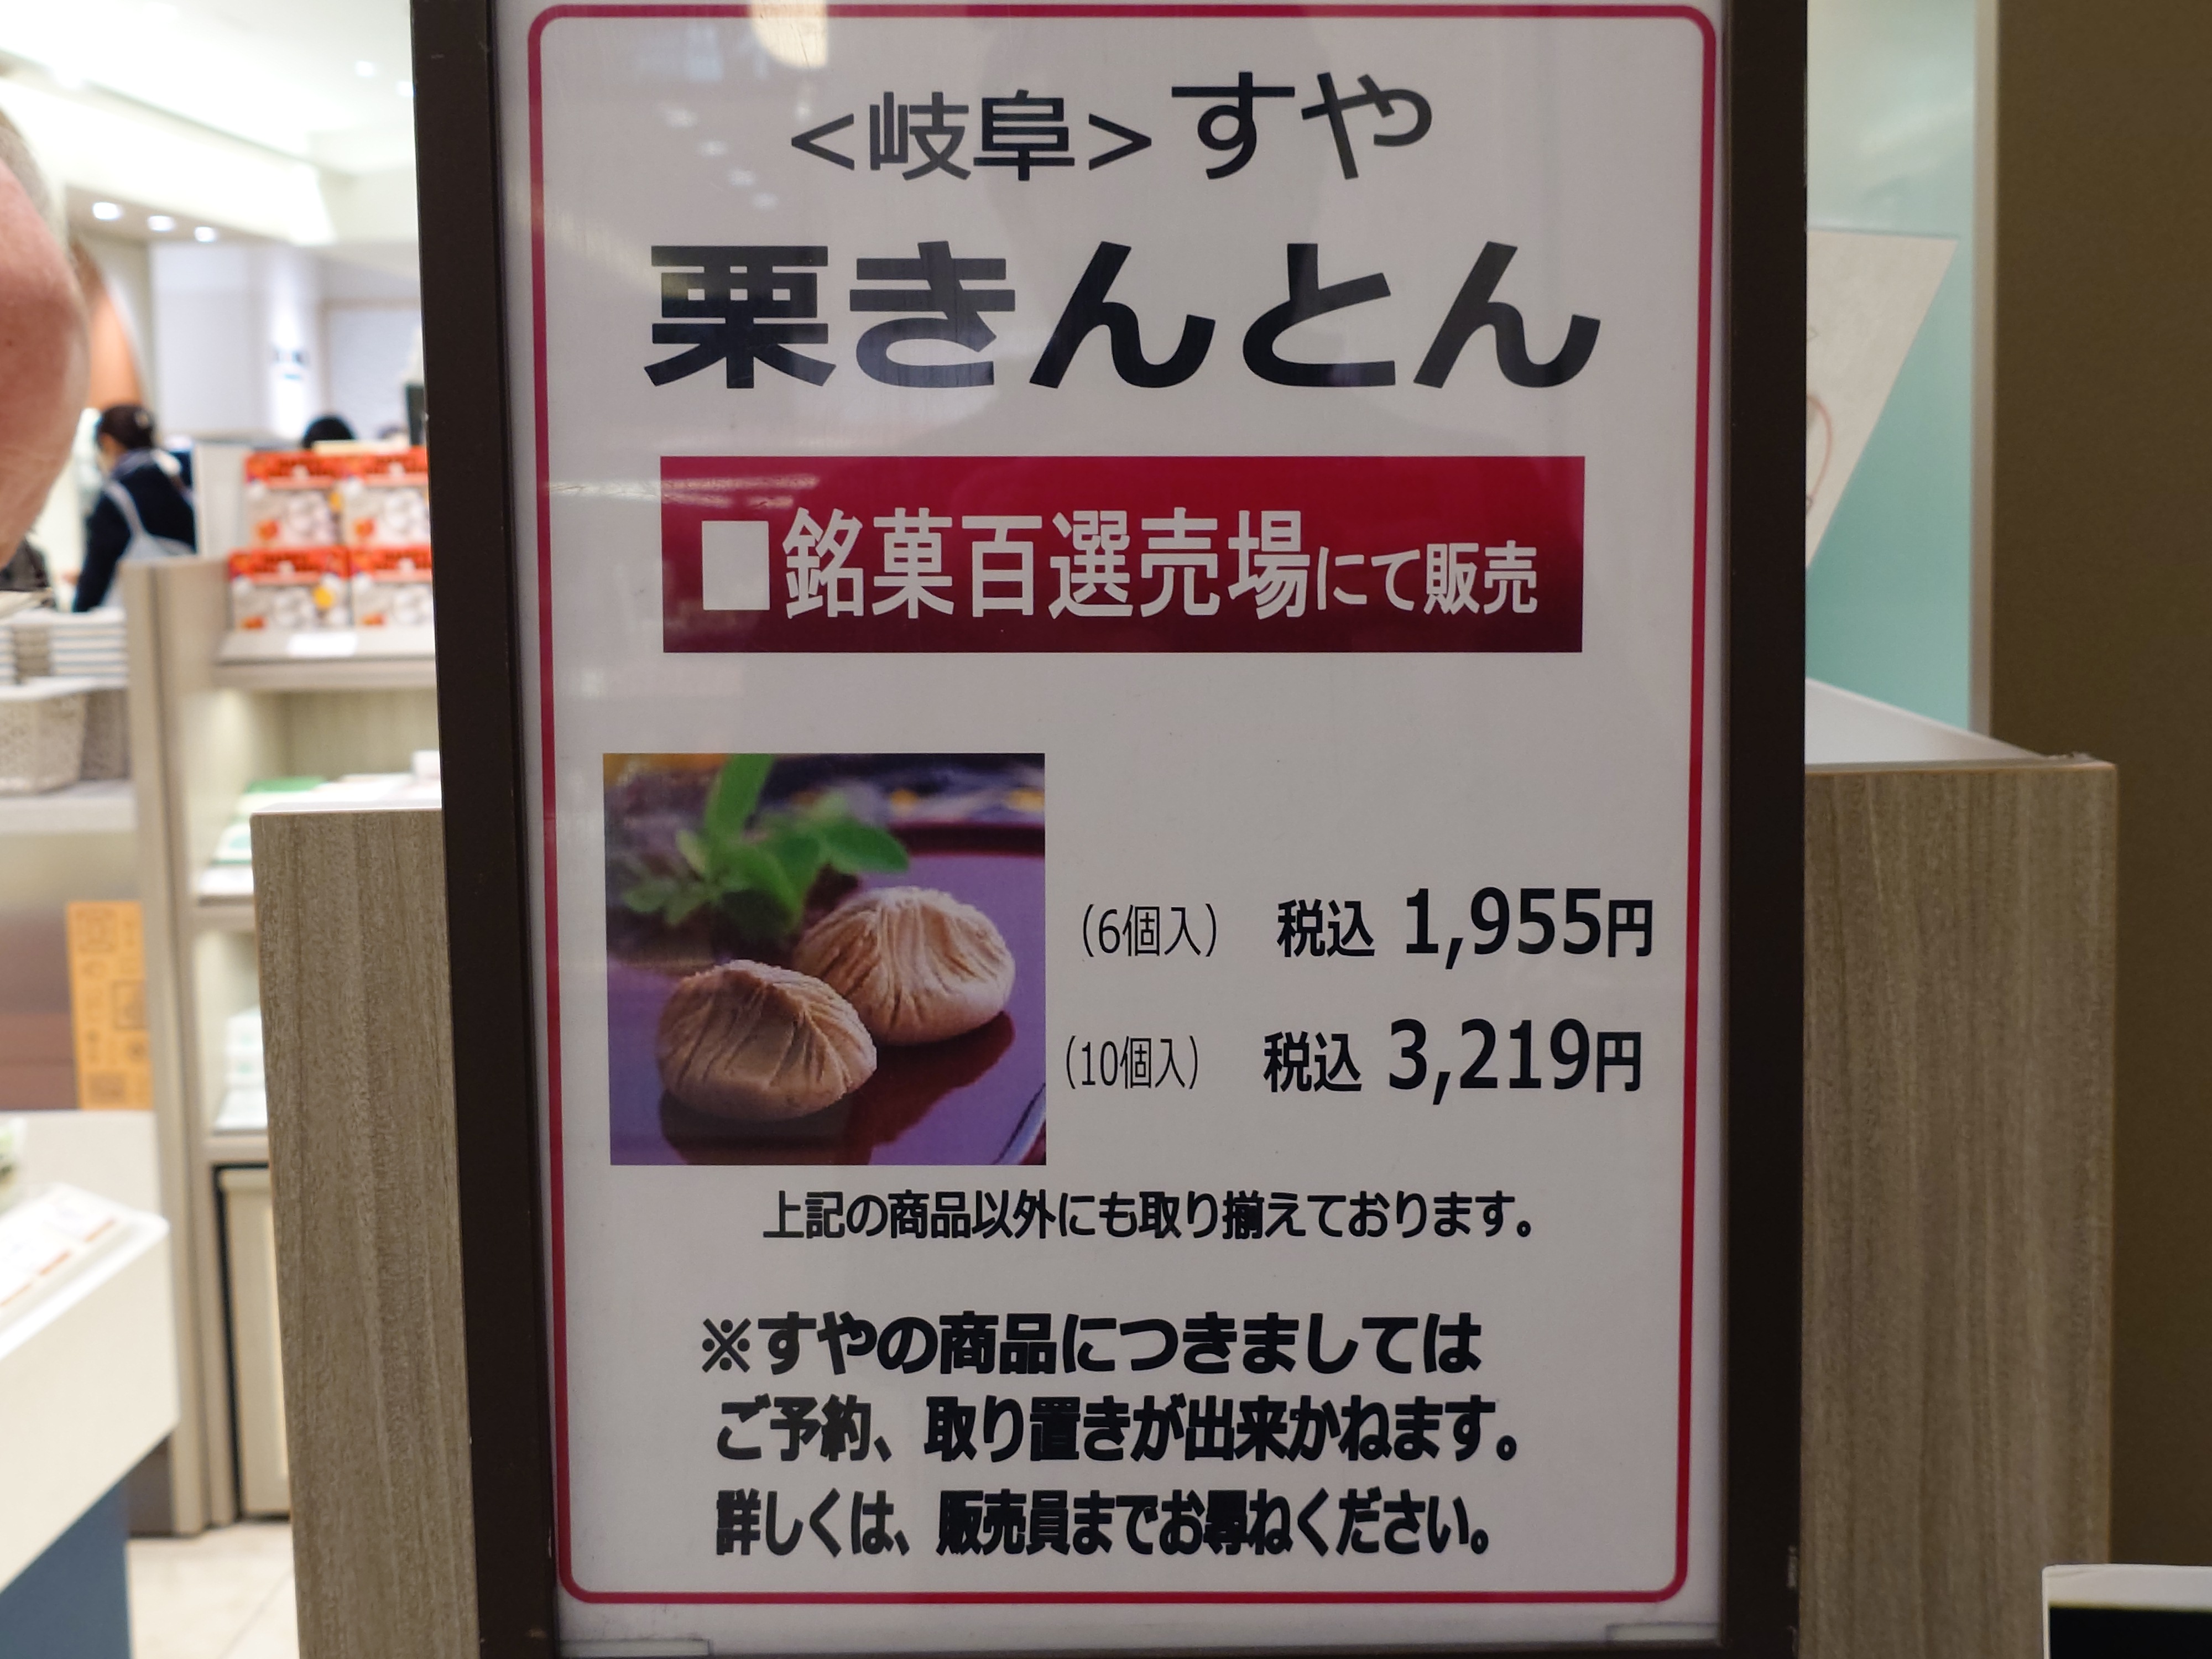 <岐阜>すや
栗きんとん
■銘菓百選売場にて販売
（6個入） 税込 1,955円
（10個入） 税込 3,219円
上記の商品以外にも取り揃えております。
※すやの商品につきましては
ご予約、取り置きが出来かねます。
詳しくは、販売員までお尋ねください。